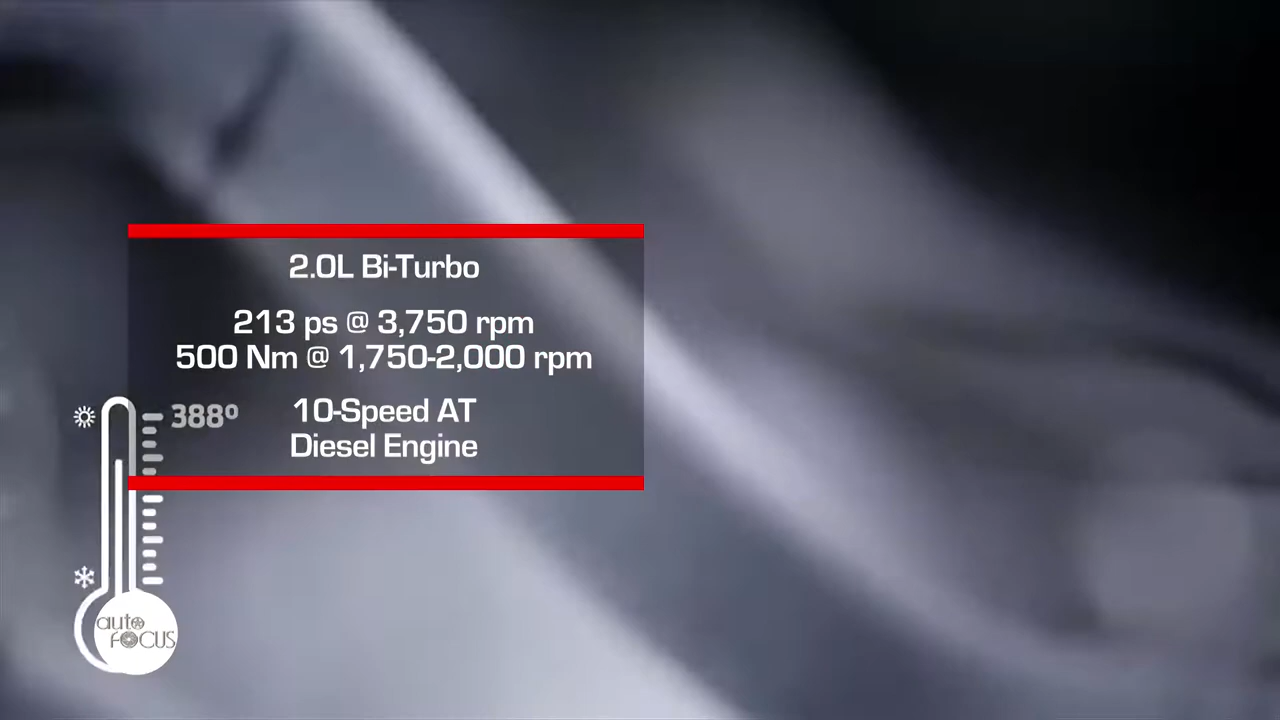 2.0L Bi-Turbo
213 ps @ 3,750 rpm
500 Nm @ 1,750-2,000 rpm
10-Speed AT
Diesel Engine
388º
auto
FOCUS